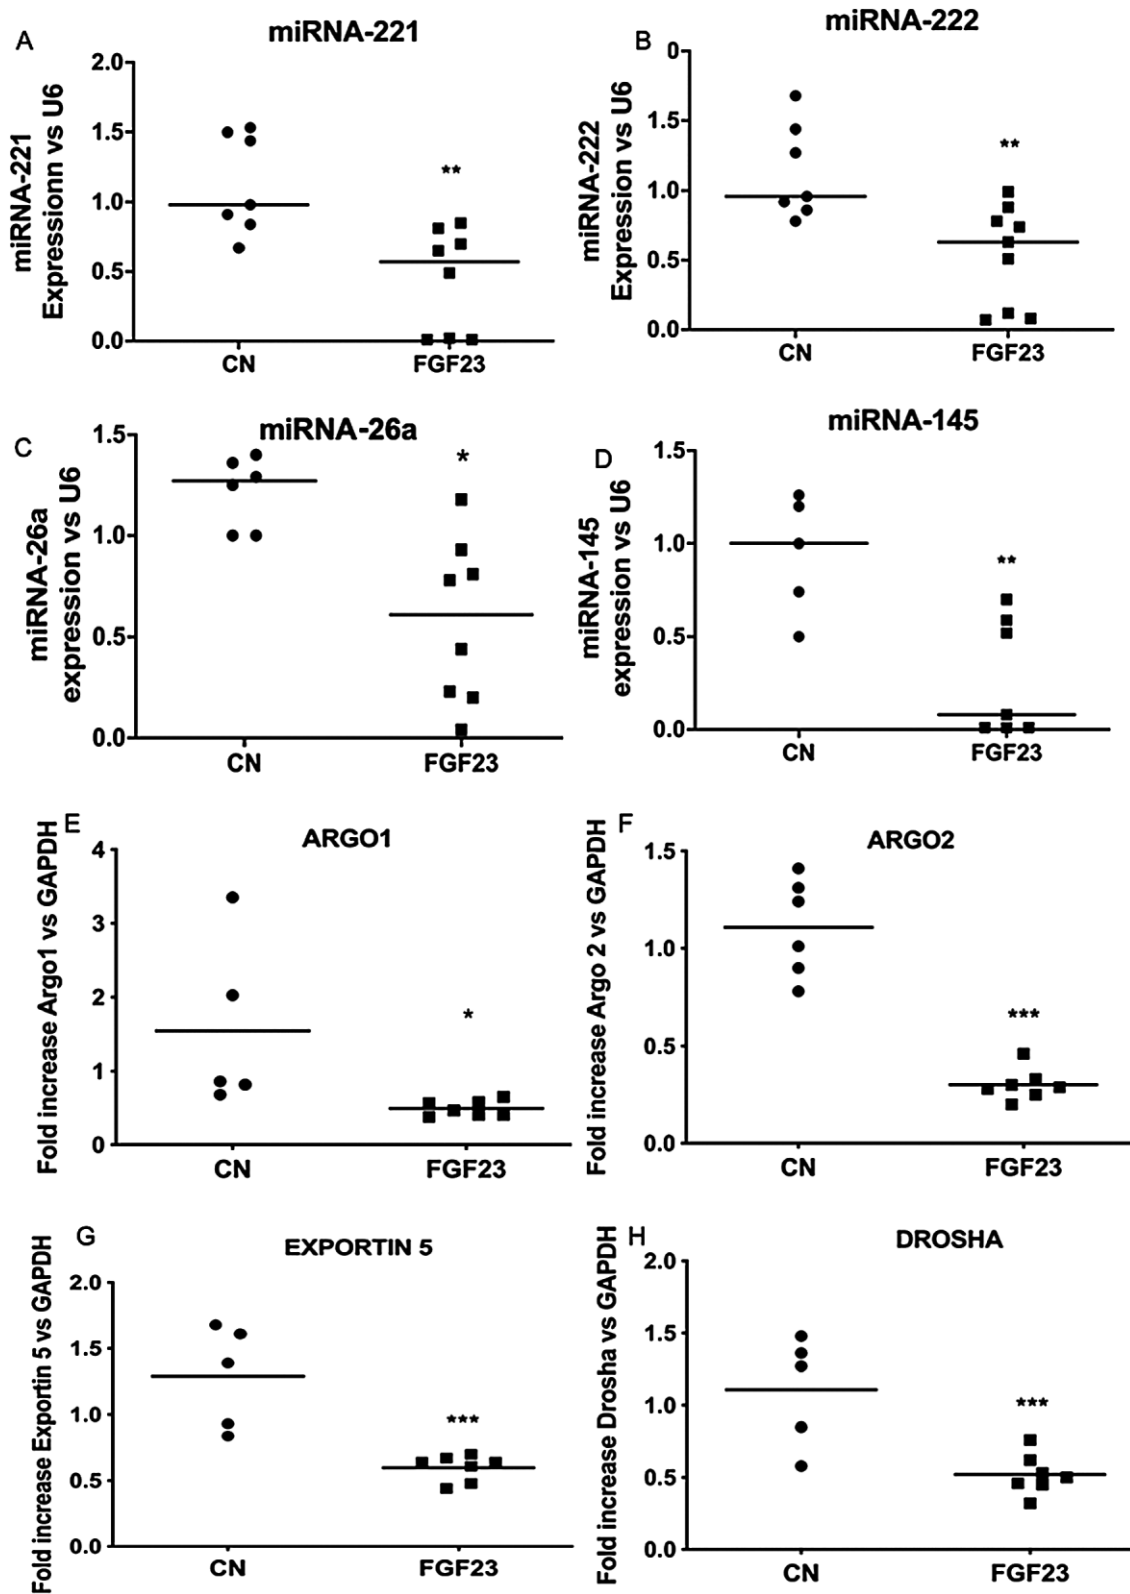 A
miRNA-221
miRNA-221
Expressionn vs U6
2.0
1.5
1.0
0.5
0.0
**
CN
FGF23
B
miRNA-222
miRNA-222
Expression vs U6
0
1.5
1.0
0.5
0.0
**
CN
FGF23
C
miRNA-26a
miRNA-26a
expression vs U6
1.5
1.0
0.5
0.0
*
CN
FGF23
D
miRNA-145
miRNA-145
expression vs U6
1.5
1.0
0.5
0.0
**
CN
FGF23
E
ARGO1
Fold increase Argo1 vs GAPDH
4
3
2
1
0
*
CN
FGF23
F
ARGO2
Fold increase Argo 2 vs GAPDH
1.5
1.0
0.5
0.0
***
CN
FGF23
G
EXPORTIN 5
Fold increase Exportin 5 vs GAPDH
2.0
1.5
1.0
0.5
0.0
***
CN
FGF23
H
DROSHA
Fold increase Drosha vs GAPDH
2.0
1.5
1.0
0.5
0.0
***
CN
FGF23